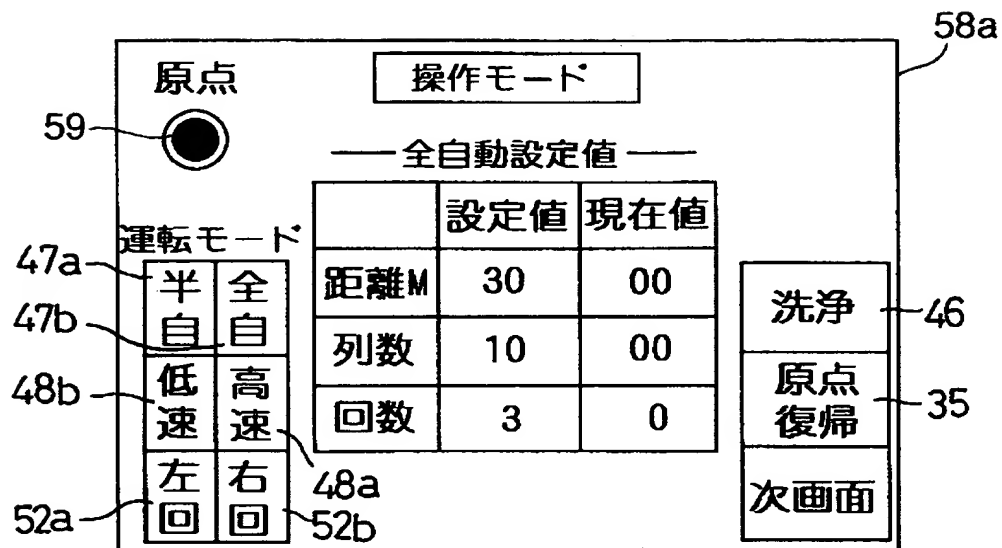 58a
原点
操作モード
59
全自動設定値
設定値 現在値
運転モード
47a 半自 全自 距離M 30 00
47b
洗浄 46
48b 低速 高速 列数 10 00
原点復帰 35
回数 3 0
48a
52a 左回 右回 52b
次画面